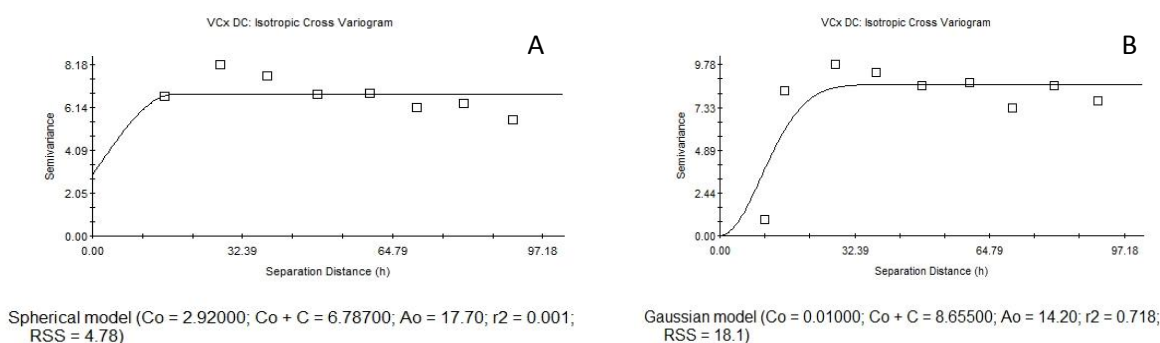 VCx DC: Isotropic Cross Variogram
A
8.18
6.14
4.09
2.05
0.00
Semivariance
0.00 32.39 64.79 97.18
Separation Distance (h)
Spherical model (Co = 2.92000; Co + C = 6.78700; Ao = 17.70; r2 = 0.001;
RSS = 4.78)
VCx DC: Isotropic Cross Variogram
B
9.78
7.33
4.89
2.44
0.00
Semivariance
0.00 32.39 64.79 97.18
Separation Distance (h)
Gaussian model (Co = 0.01000; Co + C = 8.65500; Ao = 14.20; r2 = 0.718;
RSS = 18.1)